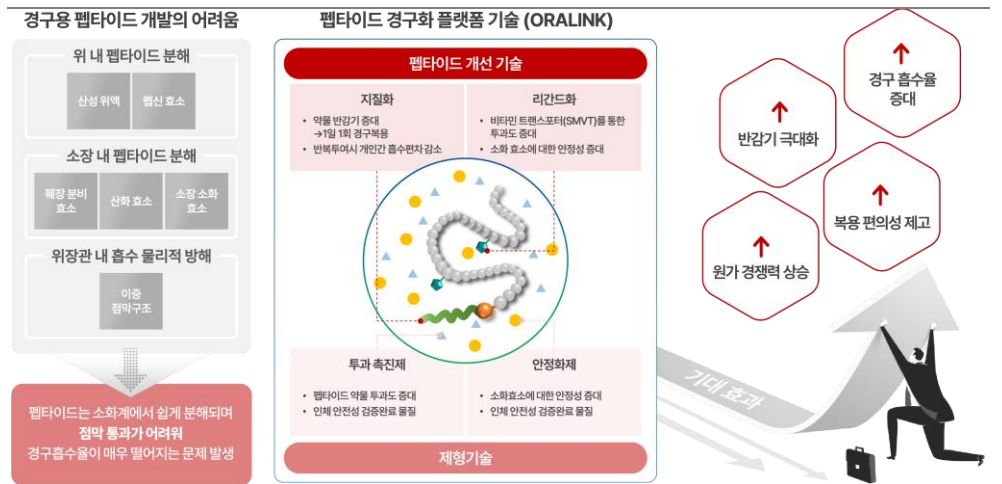 경구용 펩타이드 개발의 어려움
위 내 펩타이드 분해
산성 위액
펩신 효소
소장 내 펩타이드 분해
췌장 분비
효소
산화 효소
소장 소화
효소
위장관 내 흡수 물리적 방해
이중
점막구조
펩타이드는 소화계에서 쉽게 분해되며
점막 통과가 어려워
경구흡수율이 매우 떨어지는 문제 발생
펩타이드 경구화 플랫폼 기술 (ORALINK)
펩타이드 개선 기술
지질화
• 약물 반감기 증대
→1일 1회 경구복용
• 반복투여시 개인간 흡수편차 감소
리간드화
• 비타민 트랜스포터(SMVT)를 통한
투과도 증대
• 소화 효소에 대한 안정성 증대
투과 촉진제
• 펩타이드 약물 투과도 증대
• 인체 안전성 검증완료 물질
안정화제
• 소화효소에 대한 안정성 증대
• 인체 안전성 검증완료 물질
제형기술
기대 효과
경구 흡수율
증대
반감기 극대화
복용 편의성 제고
원가 경쟁력 상승